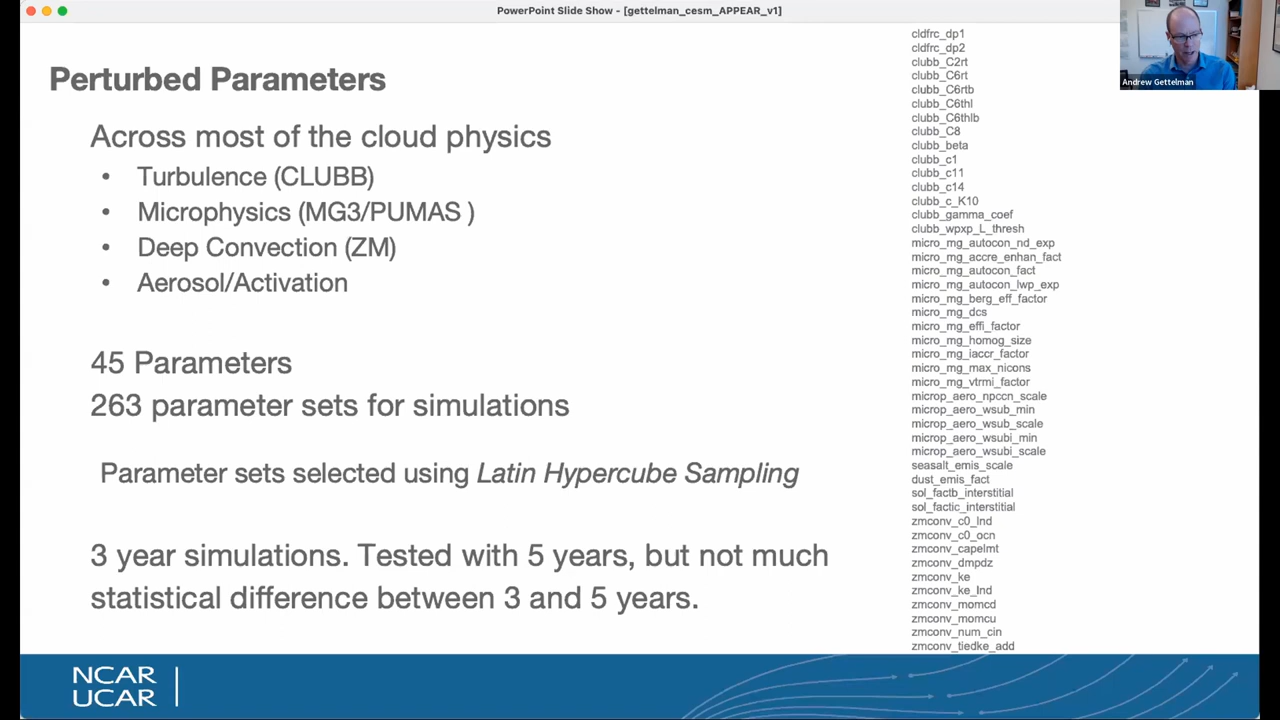 PowerPoint Slide Show - [gettelman_cesm_APPEAR_v1]
Perturbed Parameters
Across most of the cloud physics
• Turbulence (CLUBB)
• Microphysics (MG3/PUMAS )
• Deep Convection (ZM)
• Aerosol/Activation
45 Parameters
263 parameter sets for simulations
Parameter sets selected using Latin Hypercube Sampling
3 year simulations. Tested with 5 years, but not much
statistical difference between 3 and 5 years.
cldfrc_dp1
cldfrc_dp2
clubb_C2rt
clubb_C6rt
clubb_C6rtb
clubb_C6thl
clubb_C6thlb
clubb_C8
clubb_beta
clubb_c1
clubb_c11
clubb_c14
clubb_c_K10
clubb_gamma_coef
clubb_wpxp_L_thresh
micro_mg_autocon_nd_exp
micro_mg_accre_enhan_fact
micro_mg_autocon_fact
micro_mg_autocon_lwp_exp
micro_mg_berg_eff_factor
micro_mg_dcs
micro_mg_effi_factor
micro_mg_homog_size
micro_mg_iaccr_factor
micro_mg_max_nicons
micro_mg_vtrmi_factor
microp_aero_npccn_scale
microp_aero_wsub_min
microp_aero_wsub_scale
microp_aero_wsubi_min
microp_aero_wsubi_scale
seasalt_emis_scale
dust_emis_fact
sol_factb_interstitial
sol_factic_interstitial
zmconv_c0_lnd
zmconv_c0_ocn
zmconv_capelmt
zmconv_dmpdz
zmconv_ke
zmconv_ke_lnd
zmconv_momcd
zmconv_momcu
zmconv_num_cin
zmconv_tiedke_add
Andrew Gettelman
NCAR
UCAR